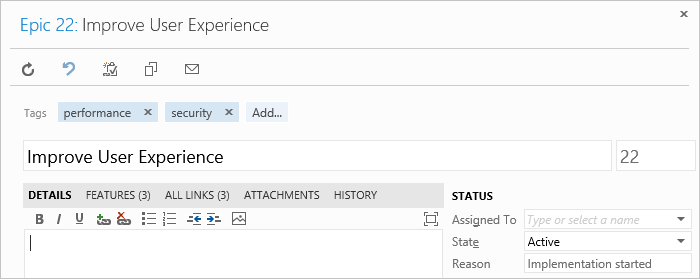 Epic 22: Improve User Experience
Tags performance × security × Add...
Improve User Experience 22
DETAILS FEATURES (3) ALL LINKS (3) ATTACHMENTS HISTORY
STATUS
B I U
Assigned To Type or select a name
State Active
Reason Implementation started